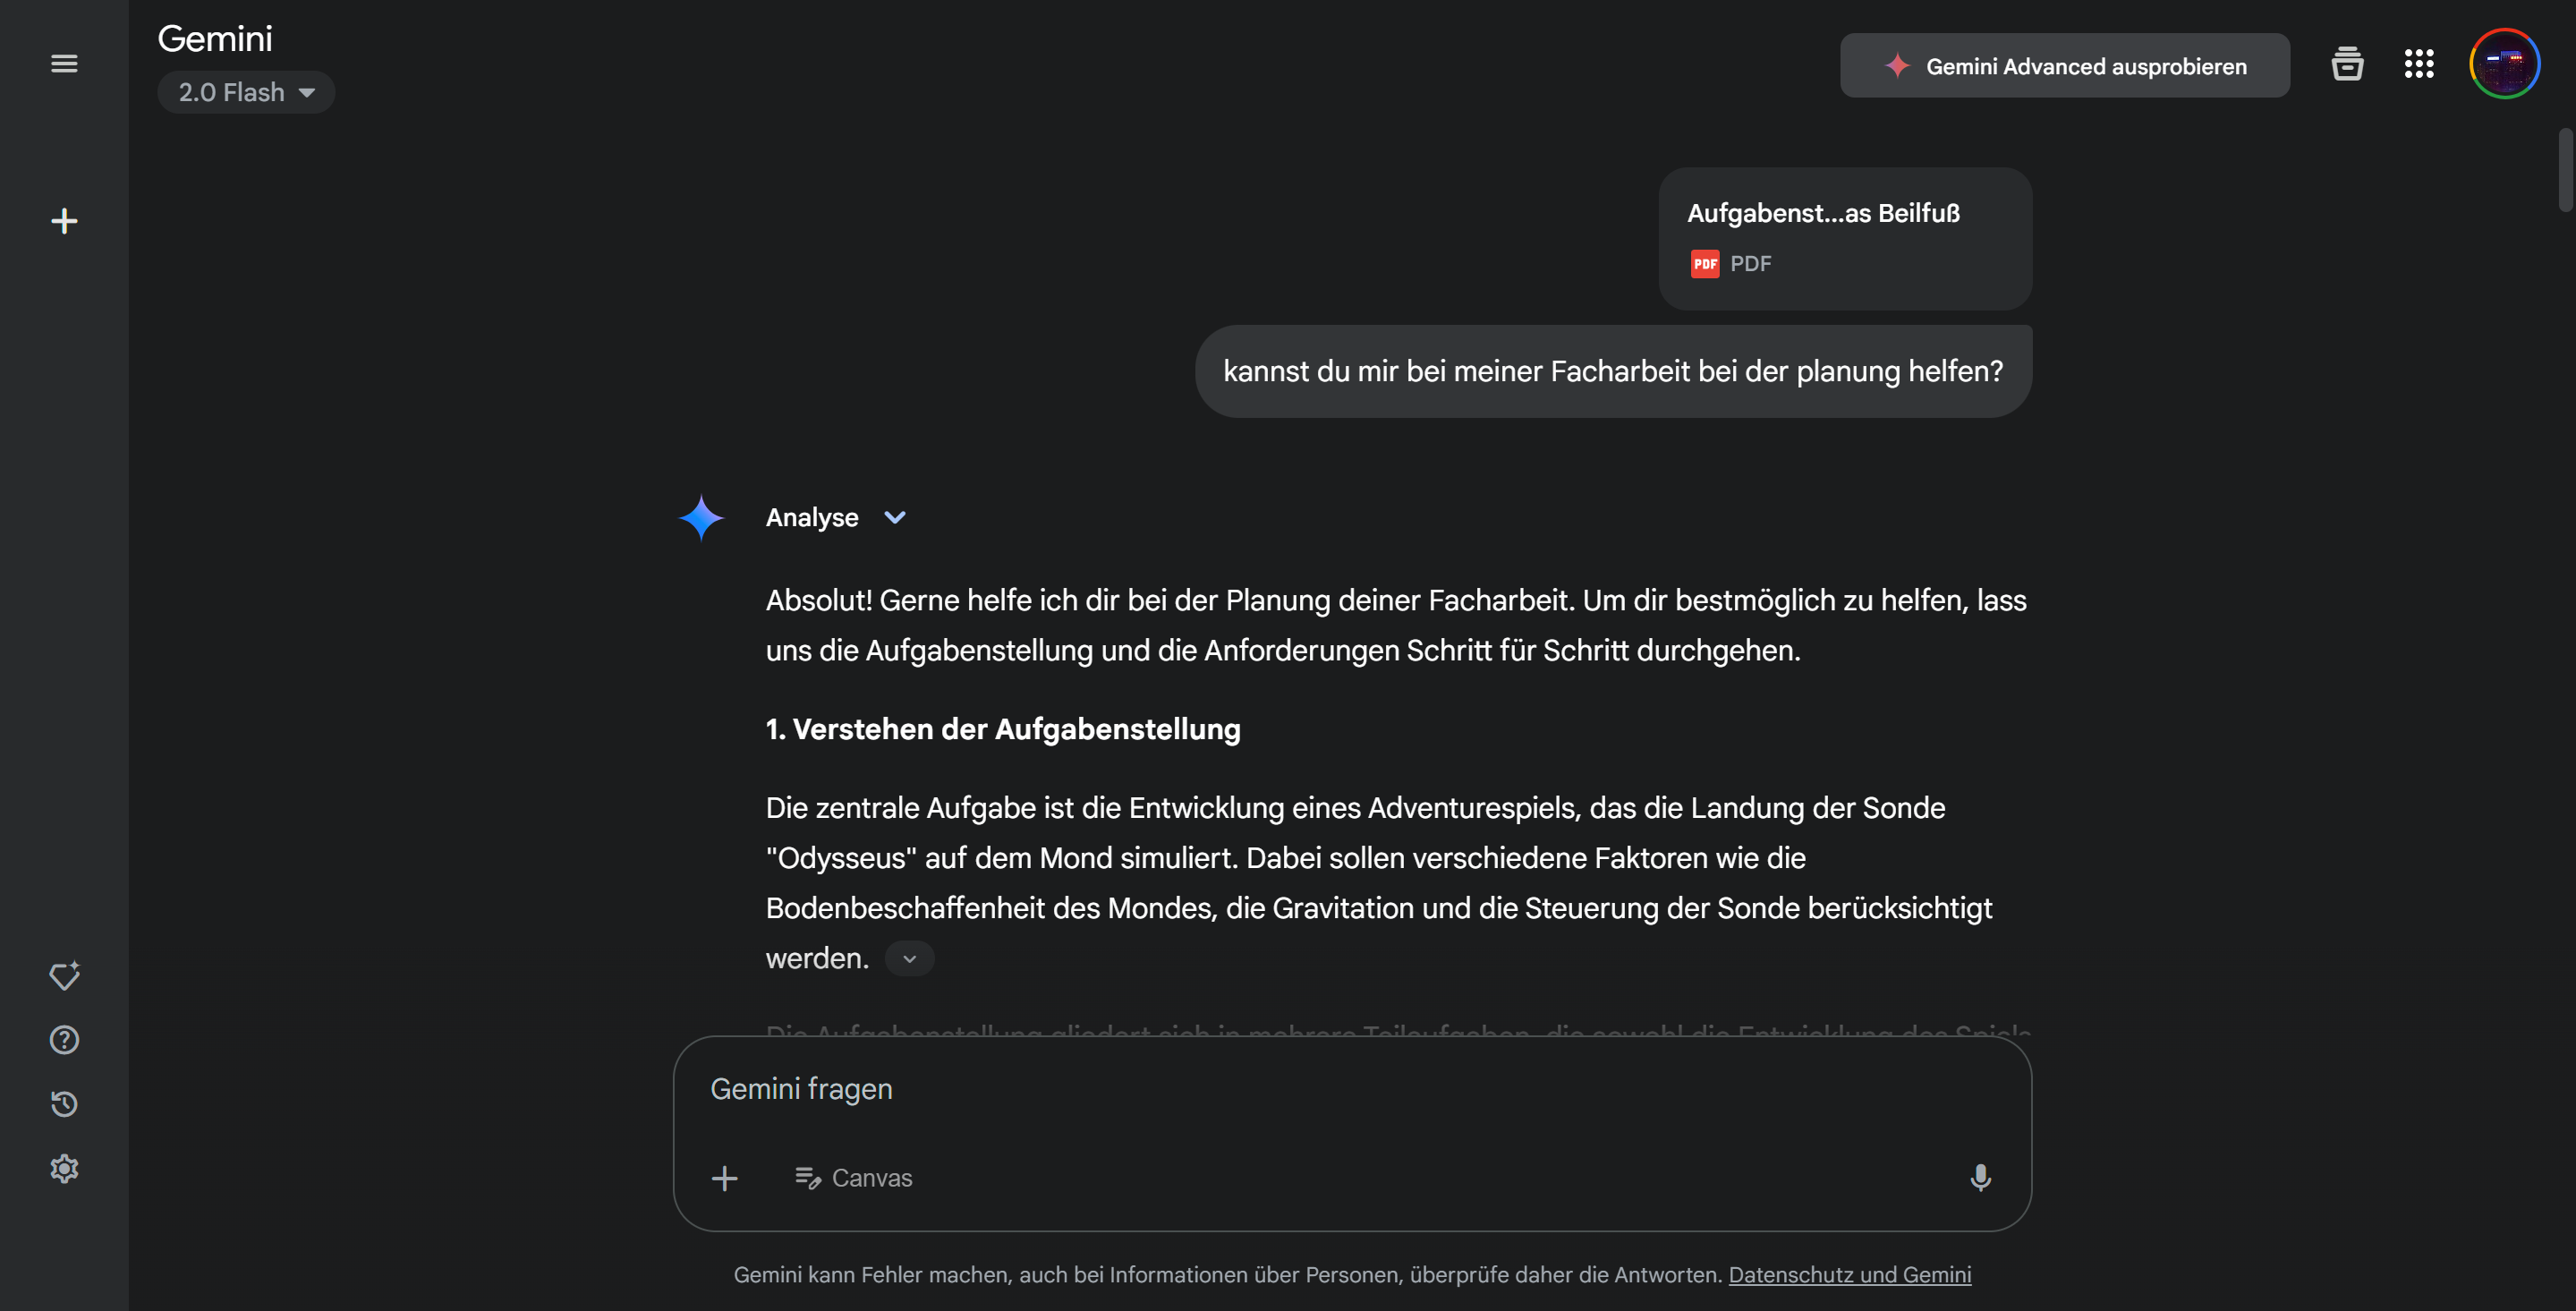 Gemini
2.0 Flash
Gemini Advanced ausprobieren
Aufgabenst...as Beilfuß
PDF PDF
kannst du mir bei meiner Facharbeit bei der planung helfen?
Analyse
Absolut! Gerne helfe ich dir bei der Planung deiner Facharbeit. Um dir bestmöglich zu helfen, lass
uns die Aufgabenstellung und die Anforderungen Schritt für Schritt durchgehen.
1. Verstehen der Aufgabenstellung
Die zentrale Aufgabe ist die Entwicklung eines Adventurespiels, das die Landung der Sonde
"Odysseus" auf dem Mond simuliert. Dabei sollen verschiedene Faktoren wie die
Bodenbeschaffenheit des Mondes, die Gravitation und die Steuerung der Sonde berücksichtigt
werden.
Die Aufgabenstellung gliedert sich in mehrere Teilaufgaben, die sowohl die Entwicklung des Spiels
Gemini fragen
Canvas
Gemini kann Fehler machen, auch bei Informationen über Personen, überprüfe daher die Antworten. Datenschutz und Gemini